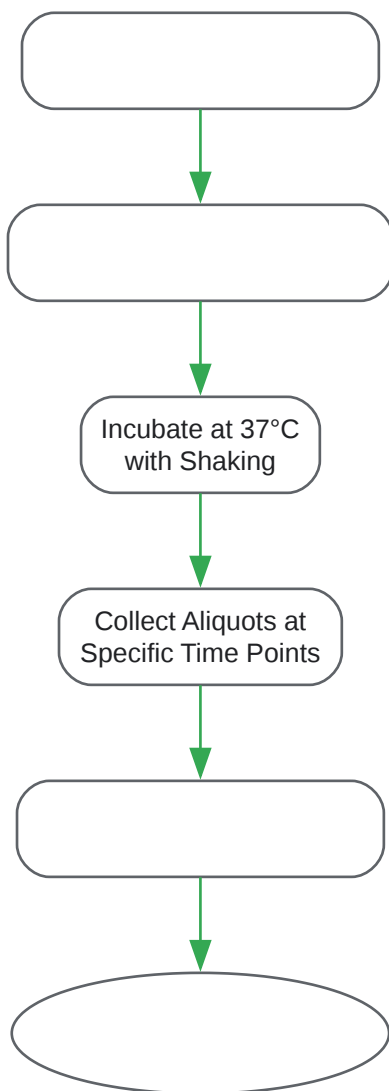 Incubate at 37°C
with Shaking
Collect Aliquots at
Specific Time Points